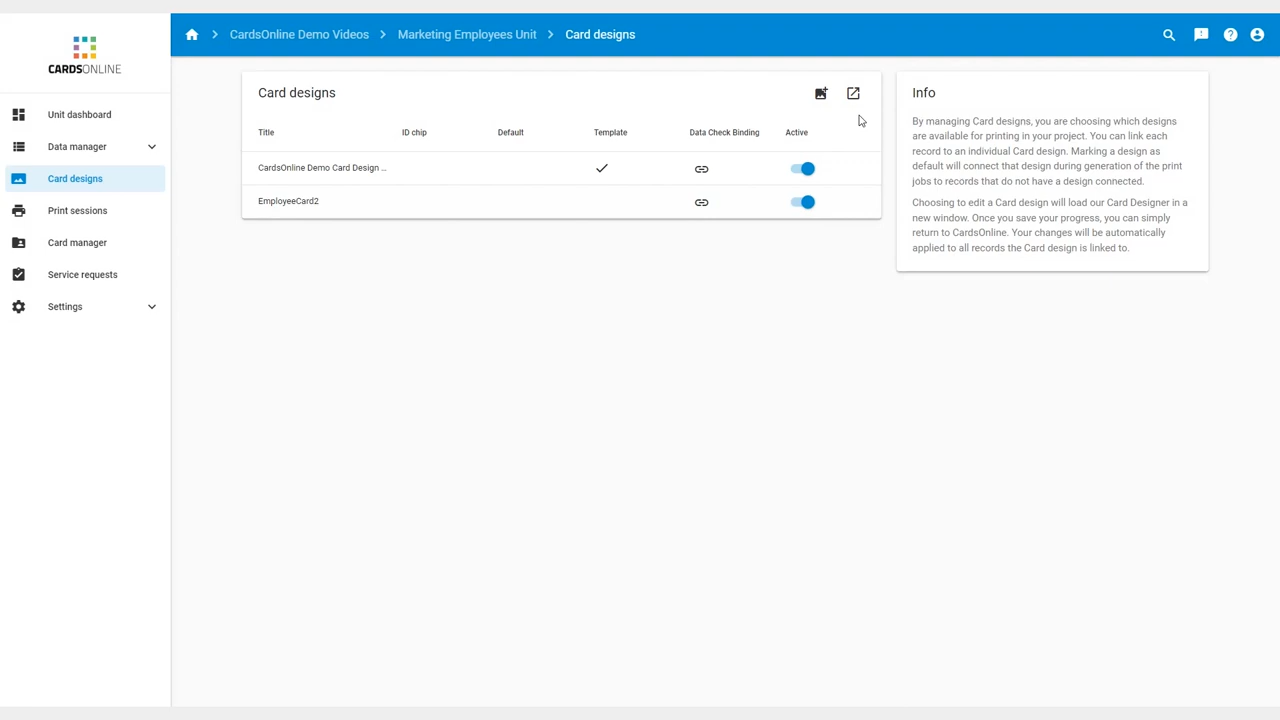 CardsOnline Demo Videos
Marketing Employees Unit
Card designs
CARDSONLINE
Unit dashboard
Data manager
Card designs
Print sessions
Card manager
Service requests
Settings
Card designs
Title ID chip Default Template Data Check Binding Active
CardsOnline Demo Card Design ...
EmployeeCard2
Info
By managing Card designs, you are choosing which designs
are available for printing in your project. You can link each
record to an individual Card design. Marking a design as
default will connect that design during generation of the print
jobs to records that do not have a design connected.
Choosing to edit a Card design will load our Card Designer in a
new window. Once you save your progress, you can simply
return to CardsOnline. Your changes will be automatically
applied to all records the Card design is linked to.